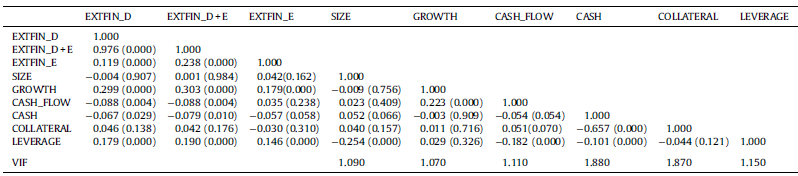 EXTFIN_D EXTFIN_D + E EXTFIN_E SIZE GROWTH CASH_FLOW CASH COLLATERAL LEVERAGE
EXTFIN_D 1.000
EXTFIN_D + E 0.976 (0.000) 1.000
EXTFIN_E 0.119 (0.000) 0.238 (0.000) 1.000
SIZE −0.004 (0.907) 0.001 (0.984) 0.042(0.162) 1.000
GROWTH 0.299 (0.000) 0.303 (0.000) 0.179(0.000) −0.009 (0.756) 1.000
CASH_FLOW −0.088 (0.004) −0.088 (0.004) 0.035 (0.238) 0.023 (0.409) 0.223 (0.000) 1.000
CASH −0.067 (0.029) −0.079 (0.010) −0.057 (0.058) 0.052 (0.066) −0.003 (0.909) −0.054 (0.054) 1.000
COLLATERAL 0.046 (0.138) 0.042 (0.176) −0.030 (0.310) 0.040 (0.157) 0.011 (0.716) 0.051(0.070) −0.657 (0.000) 1.000
LEVERAGE 0.179 (0.000) 0.190 (0.000) 0.146 (0.000) −0.254 (0.000) 0.029 (0.326) −0.182 (0.000) −0.101 (0.000) −0.044 (0.121) 1.000
VIF 1.090 1.070 1.110 1.880 1.870 1.150